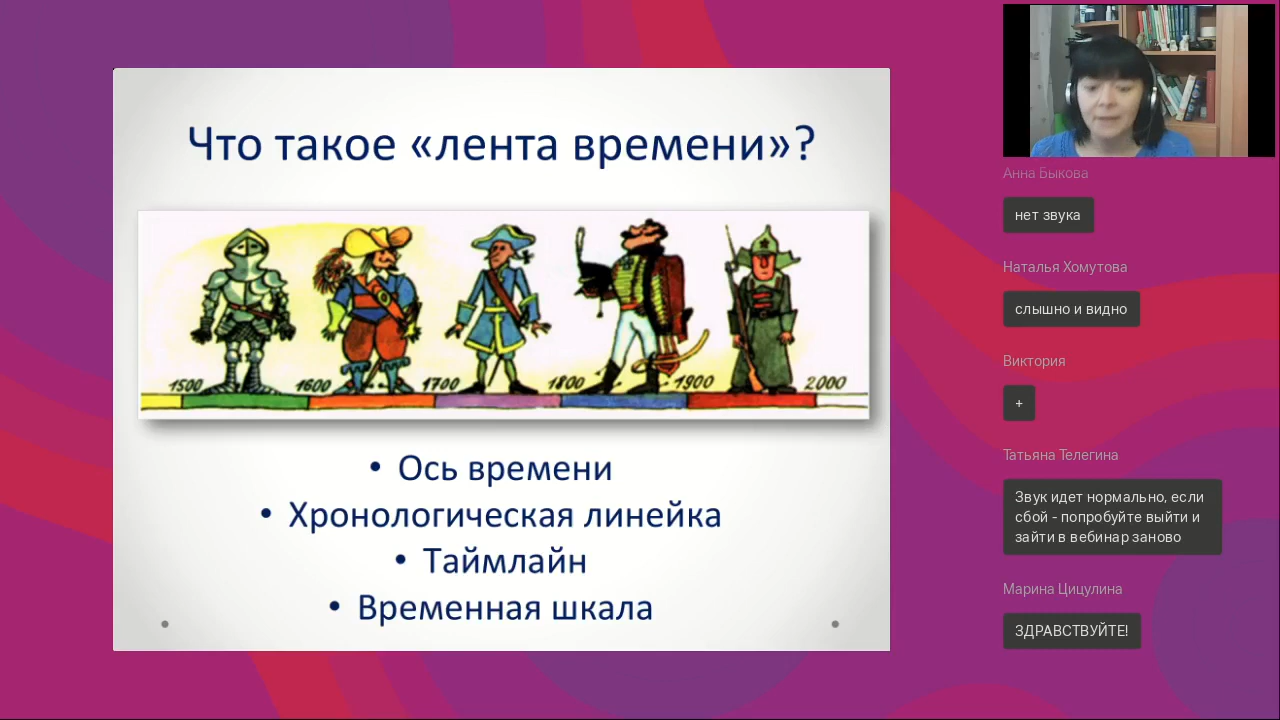 Что такое «лента времени»?
1500 1600 1700 1800 1900 2000
• Ось времени
• Хронологическая линейка
• Таймлайн
• Временная шкала
Анна Быкова
нет звука
Наталья Хомутова
слышно и видно
Виктория
+
Татьяна Телегина
Звук идет нормально, если
сбой - попробуйте выйти и
зайти в вебинар заново
Марина Цицулина
ЗДРАВСТВУЙТЕ!